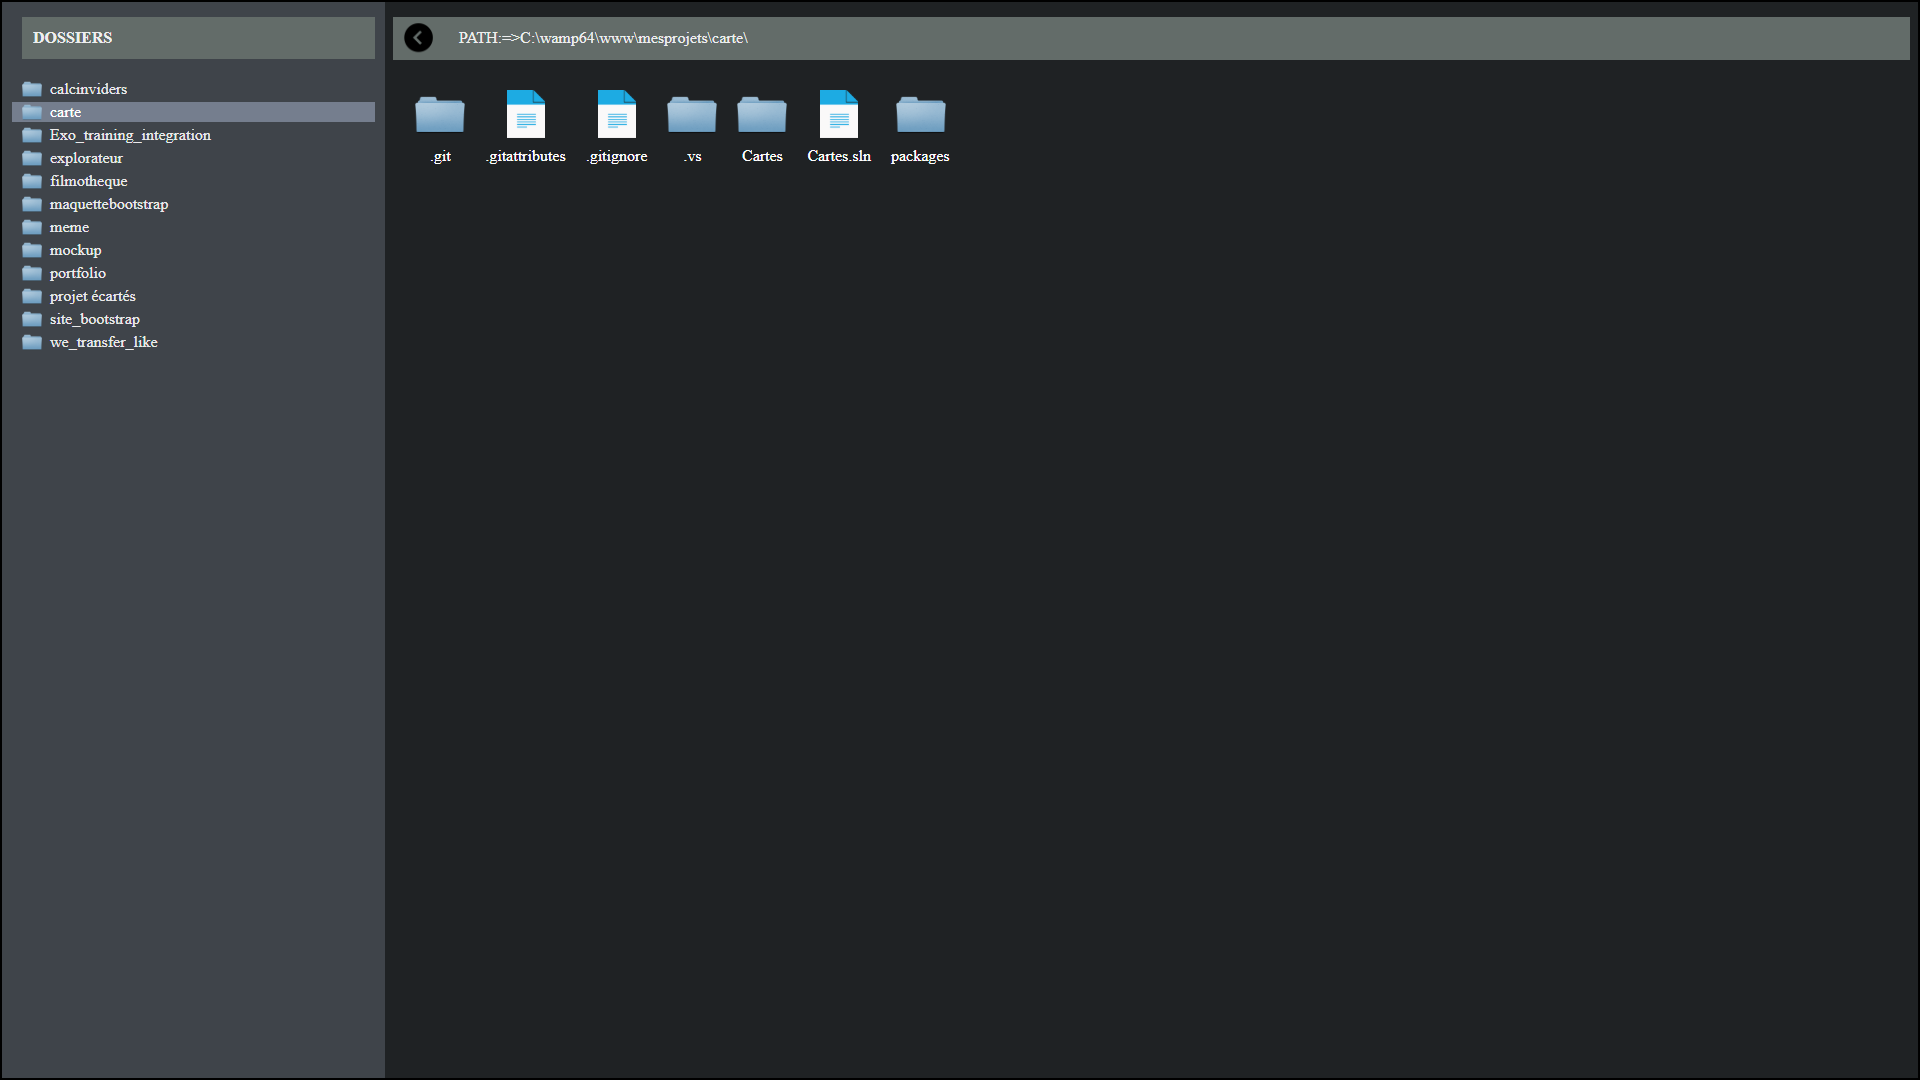 DOSSIERS
calcinviders
carte
Exo_training_integration
explorateur
filmotheque
maquettebootstrap
meme
mockup
portfolio
projet écartés
site_bootstrap
we_transfer_like
PATH:=>C:\wamp64\www\mesprojets\carte\
.git .gitattributes .gitignore .vs Cartes Cartes.sln packages